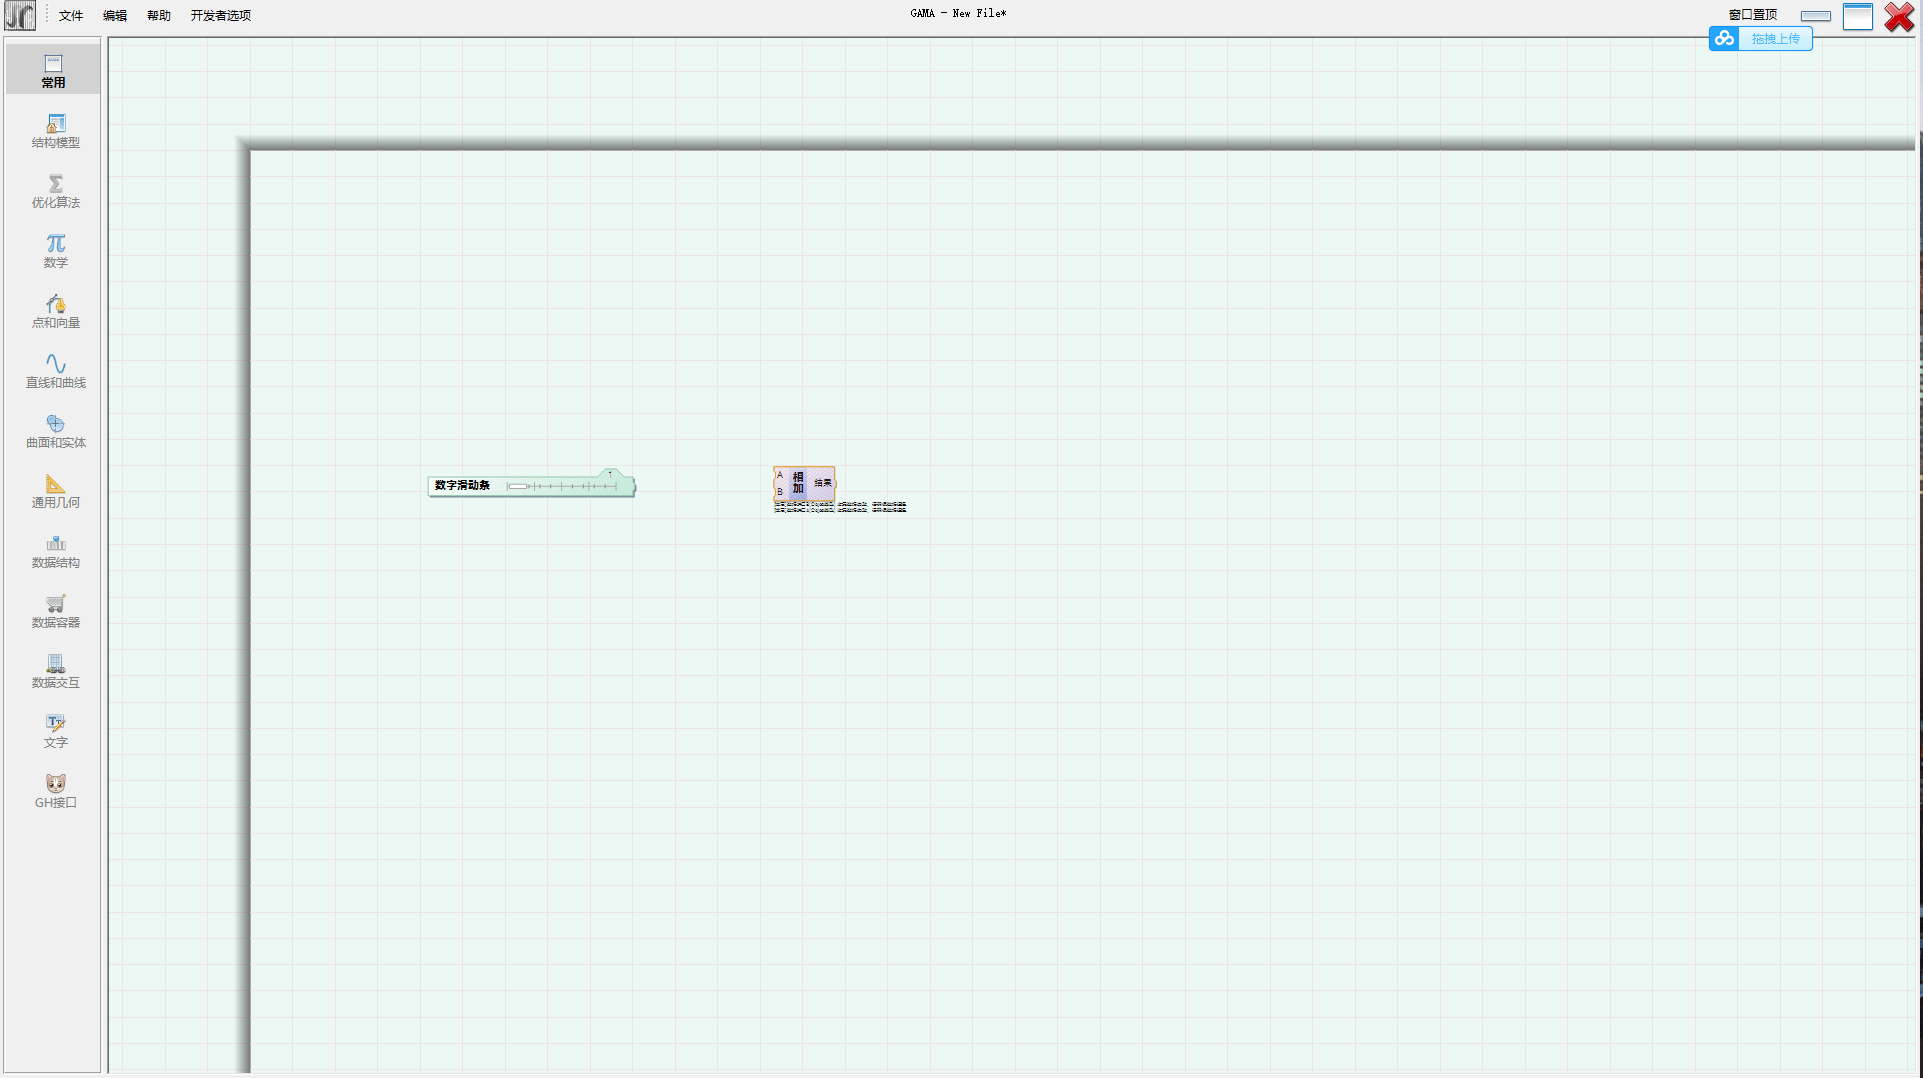 文件 编辑 帮助 开发者选项
GAMA - New File*
窗口置顶
拖拽上传
常用
结构模型
优化算法
数学
点和向量
直线和曲线
曲面和实体
通用几何
数据结构
数据容器
数据交互
文字
GH接口
数字滑动条
A
B
相加
结果